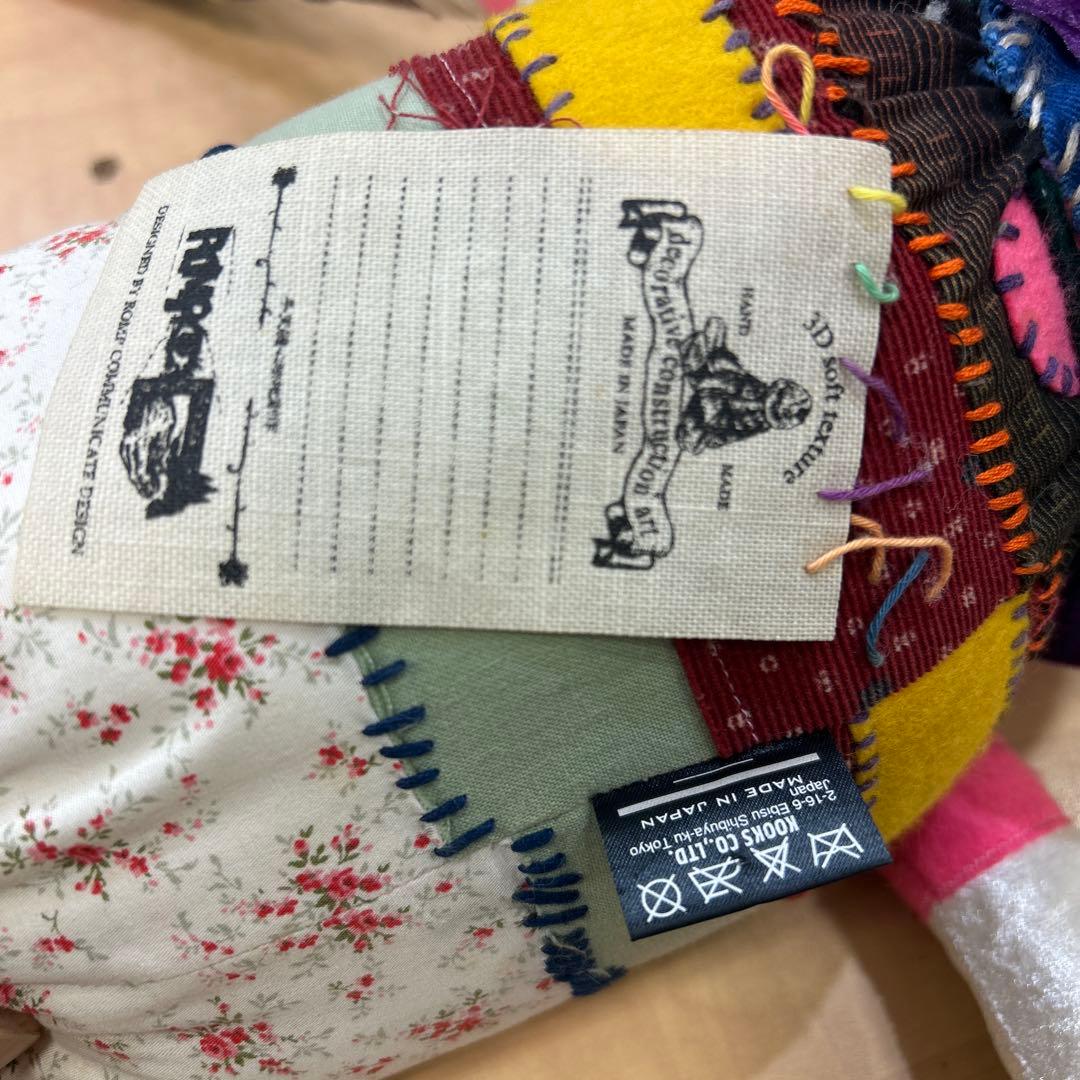 3D soft texture
HAND MADE
decorative construction art
MADE IN JAPAN
DESIGNED BY ROMP COMMUNICATE DESIGN
KOOKS CO.,LTD.
2-16-6 Ebisu Shibuya-ku Tokyo
Japan
MADE IN JAPAN